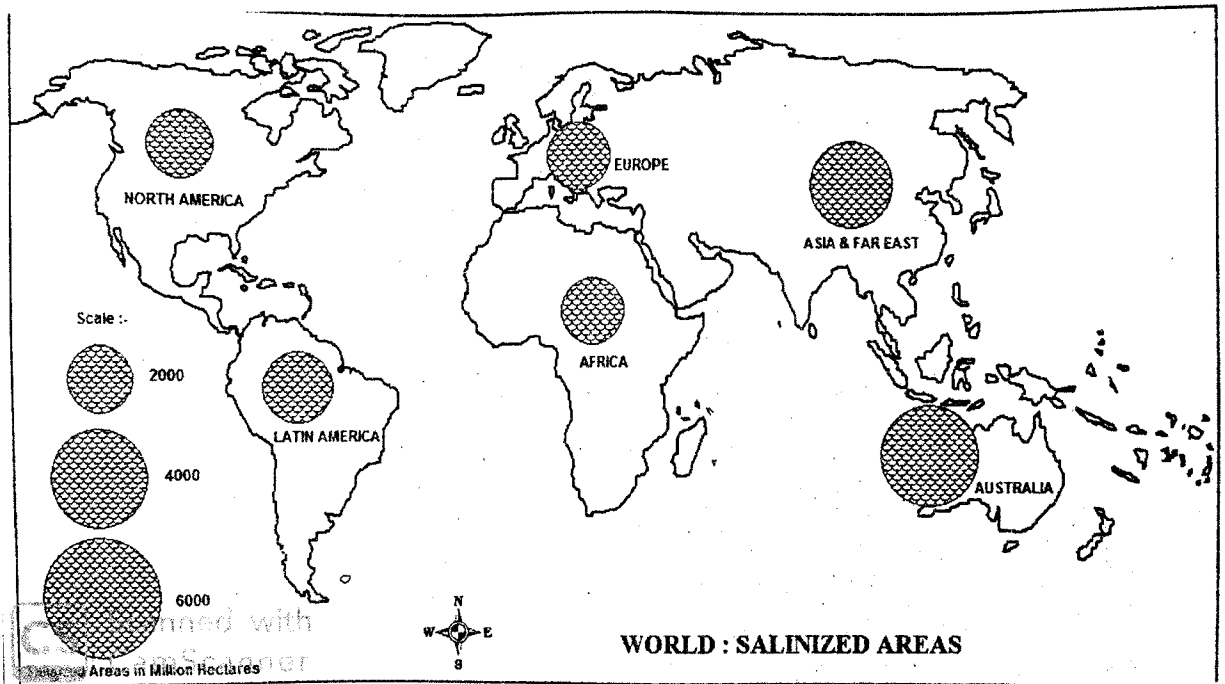 NORTH AMERICA
EUROPE
ASIA & FAR EAST
Scale :-
AFRICA
2000
LATIN AMERICA
4000
AUSTRALIA
6000
N
W E
S
WORLD : SALINIZED AREAS
with
Areas in Million Hectares